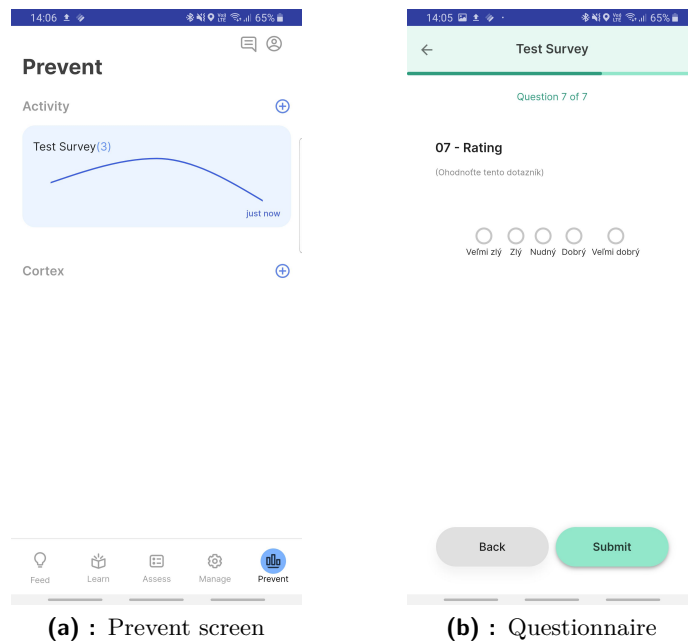 14:06
65%
Prevent
Activity
Test Survey(3)
just now
Cortex
Feed
Learn
Assess
Manage
Prevent
(a) : Prevent screen
14:05
65%
Test Survey
Question 7 of 7
07 - Rating
(Ohodnoťte tento dotazník)
Veľmi zlý Zlý Nudný Dobrý Veľmi dobrý
Back
Submit
(b) : Questionnaire